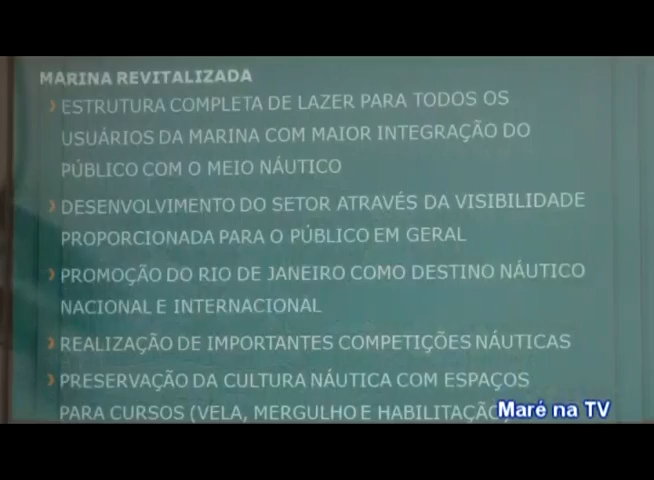 MARINA REVITALIZADA
ESTRUTURA COMPLETA DE LAZER PARA TODOS OS
USUÁRIOS DA MARINA COM MAIOR INTEGRAÇÃO DO
PÚBLICO COM O MEIO NÁUTICO
DESENVOLVIMENTO DO SETOR ATRAVÉS DA VISIBILIDADE
PROPORCIONADA PARA O PÚBLICO EM GERAL
PROMOÇÃO DO RIO DE JANEIRO COMO DESTINO NÁUTICO
NACIONAL E INTERNACIONAL
REALIZAÇÃO DE IMPORTANTES COMPETIÇÕES NÁUTICAS
PRESERVAÇÃO DA CULTURA NÁUTICA COM ESPAÇOS
PARA CURSOS (VELA, MERGULHO E HABILITAÇÃO
Maré na TV